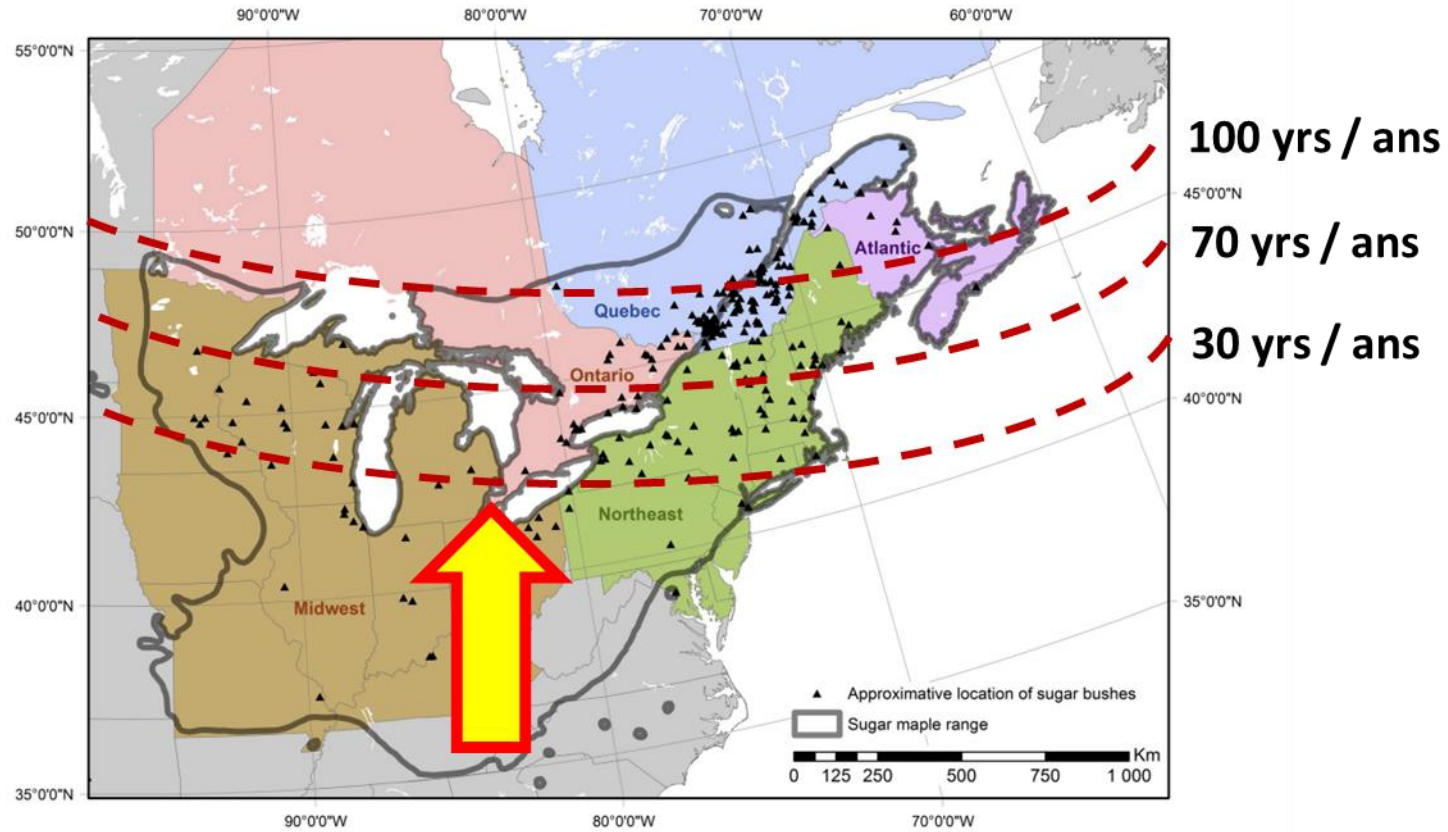 90°0'0"W
80°0'0"W
70°0'0"W
60°0'0"W
55°0'0"N
100 yrs / ans
45°0'0"N
50°0'0"N
Atlantic
70 yrs / ans
Quebec
30 yrs / ans
Ontario
40°0'0"N
45°0'0"N
Northeast
40°0'0"N
Midwest
35°0'0"N
Approximative location of sugar bushes
Sugar maple range
Km
0 125 250 500 750 1 000
35°0'0"N
90°0'0"W
80°0'0"W
70°0'0"W